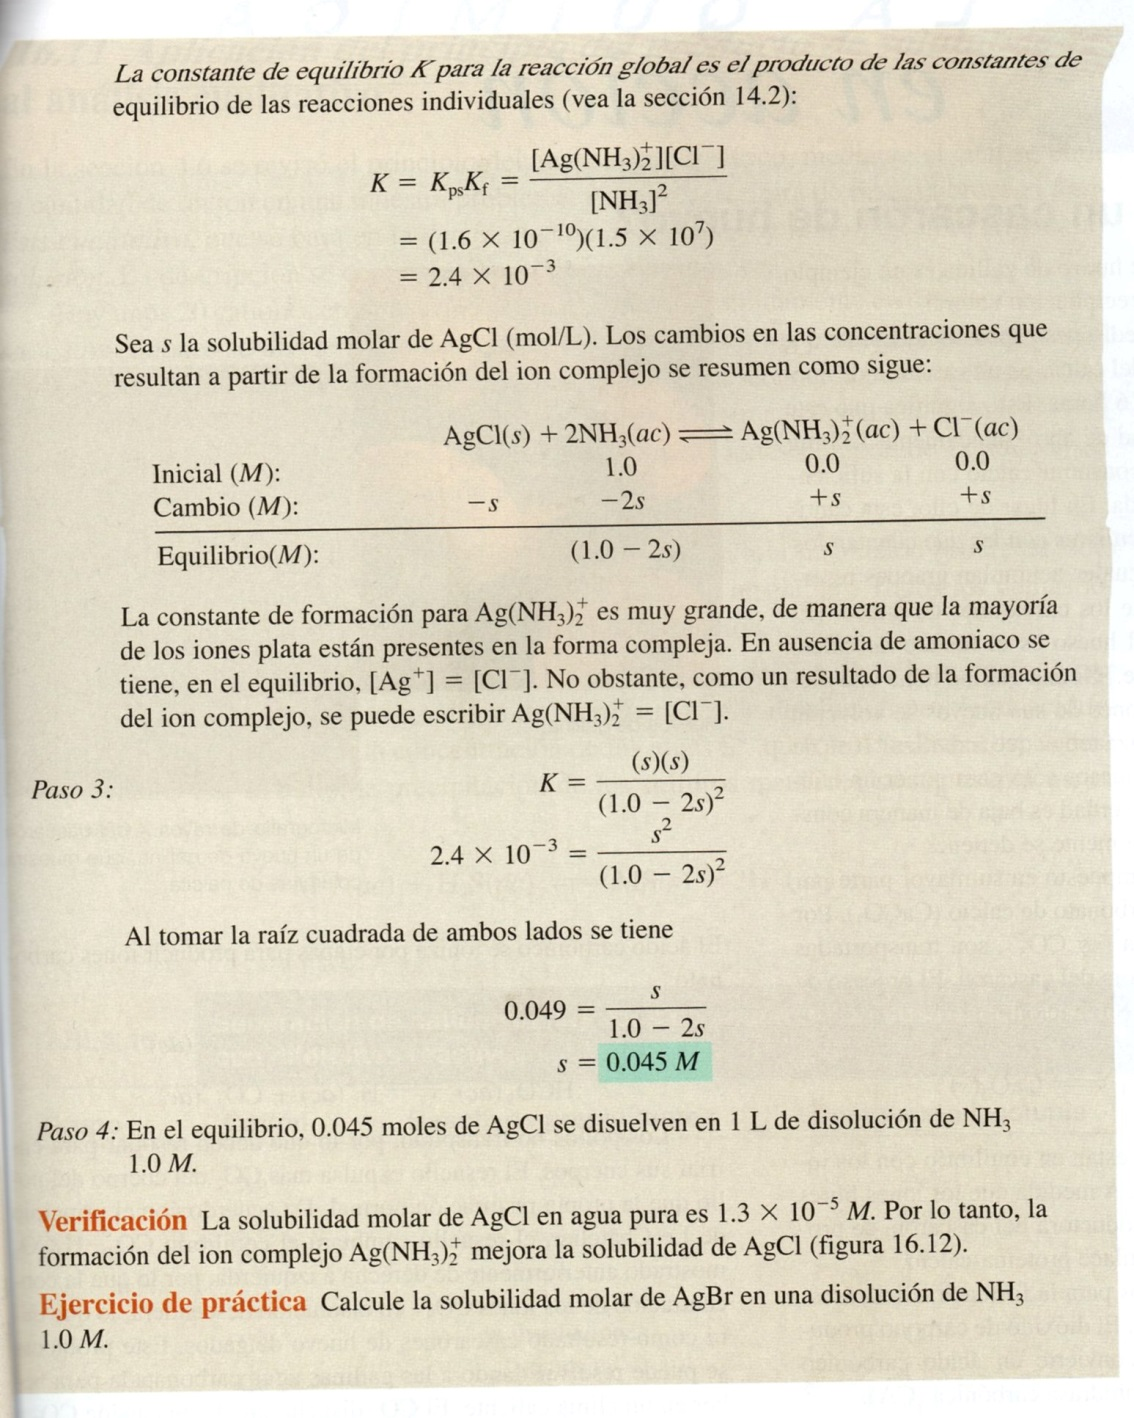 La constante de equilibrio K para la reacción global es el producto de las constantes de
equilibrio de las reacciones individuales (vea la sección 14.2):
K = KpsKf = [Ag(NH₃)₂⁺][Cl⁻] / [NH₃]²
= (1.6 × 10⁻¹⁰)(1.5 × 10⁷)
= 2.4 × 10⁻³
Sea s la solubilidad molar de AgCl (mol/L). Los cambios en las concentraciones que
resultan a partir de la formación del ion complejo se resumen como sigue:
AgCl(s) + 2NH₃(ac) ⇌ Ag(NH₃)₂⁺(ac) + Cl⁻(ac)
Inicial (M): 1.0 0.0 0.0
Cambio (M): −s −2s +s +s
Equilibrio(M): (1.0 − 2s) s s
La constante de formación para Ag(NH₃)₂⁺ es muy grande, de manera que la mayoría
de los iones plata están presentes en la forma compleja. En ausencia de amoniaco se
tiene, en el equilibrio, [Ag⁺] = [Cl⁻]. No obstante, como un resultado de la formación
del ion complejo, se puede escribir Ag(NH₃)₂⁺ = [Cl⁻].
Paso 3: K = (s)(s) / (1.0 − 2s)²
2.4 × 10⁻³ = s² / (1.0 − 2s)²
Al tomar la raíz cuadrada de ambos lados se tiene
0.049 = s / 1.0 − 2s
s = 0.045 M
Paso 4: En el equilibrio, 0.045 moles de AgCl se disuelven en 1 L de disolución de NH₃
1.0 M.
Verificación La solubilidad molar de AgCl en agua pura es 1.3 × 10⁻⁵ M. Por lo tanto, la
formación del ion complejo Ag(NH₃)₂⁺ mejora la solubilidad de AgCl (figura 16.12).
Ejercicio de práctica Calcule la solubilidad molar de AgBr en una disolución de NH₃
1.0 M.